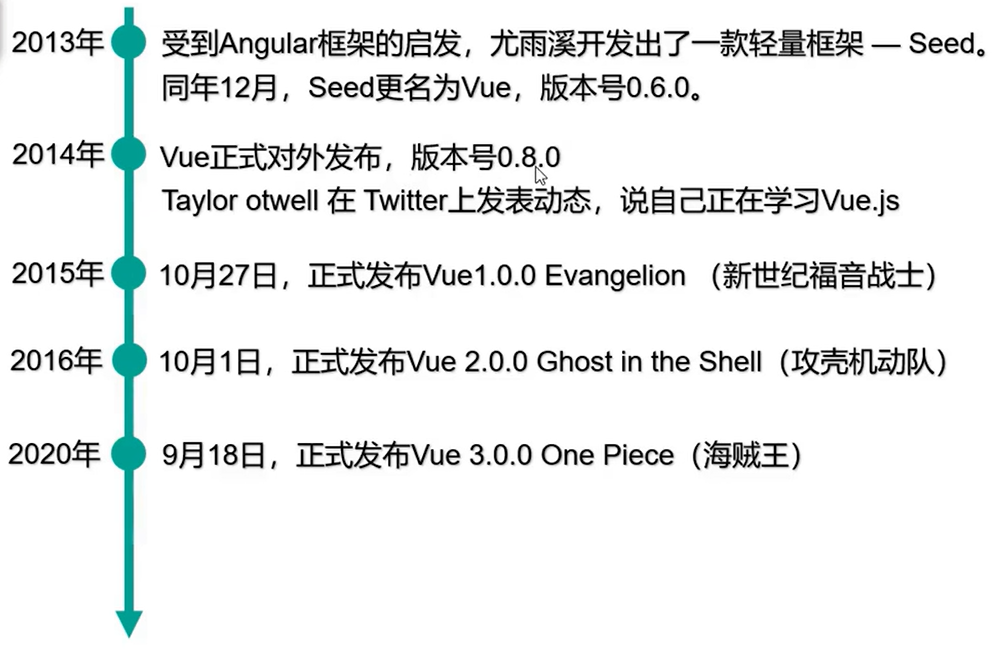 2013年 受到Angular框架的启发，尤雨溪开发出了一款轻量框架 — Seed。
同年12月，Seed更名为Vue，版本号0.6.0。
2014年 Vue正式对外发布，版本号0.8.0
Taylor otwell 在 Twitter上发表动态，说自己正在学习Vue.js
2015年 10月27日，正式发布Vue1.0.0 Evangelion （新世纪福音战士）
2016年 10月1日，正式发布Vue 2.0.0 Ghost in the Shell（攻壳机动队）
2020年 9月18日，正式发布Vue 3.0.0 One Piece（海贼王）